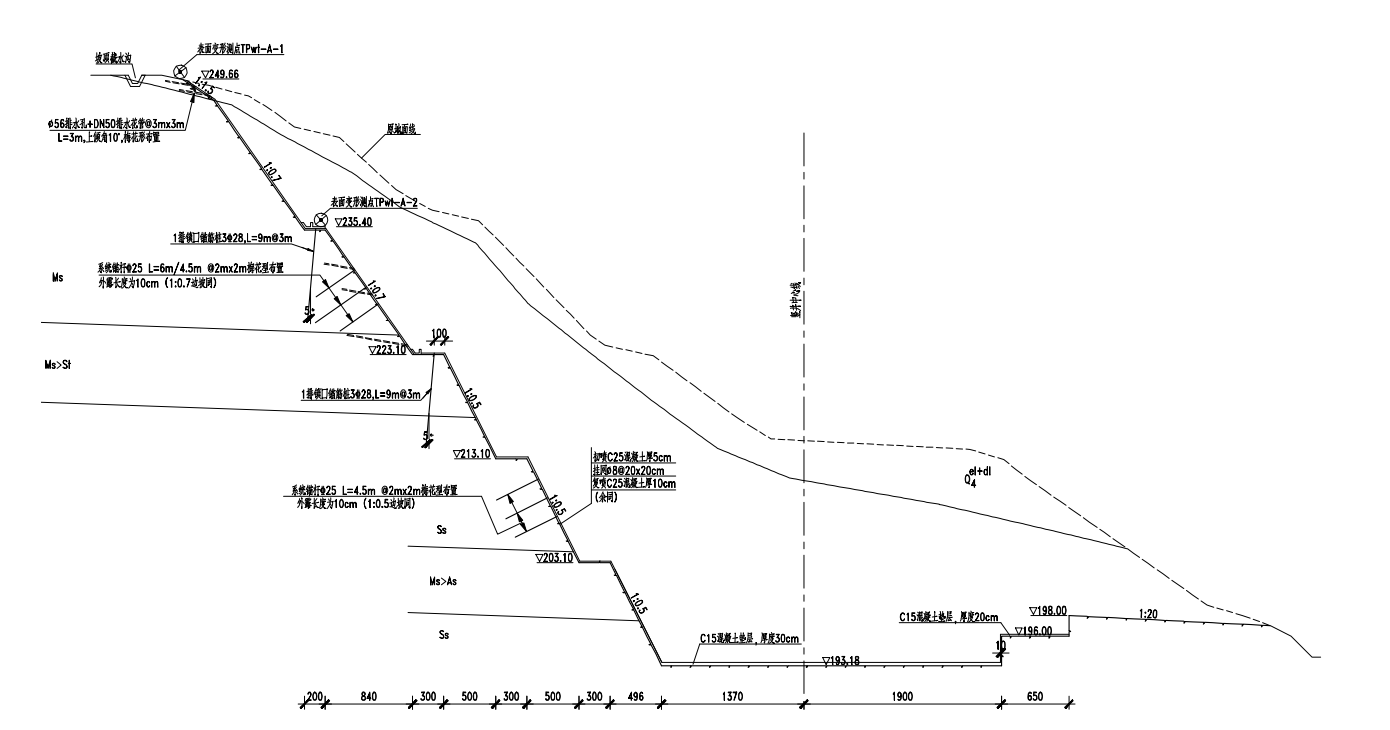 表面变形测点TPwl-A-1
坡顶截水沟
▽249.66
1:1.5
φ56排水孔+DN50排水花管@3mx3m
L=3m,上倾角10°,梅花形布置
原地面线
1:0.7
表面变形测点TPwl-A-2
▽235.40
1排锁口锚筋桩3Φ28,L=9m@3m
系统锚杆Φ25 L=6m/4.5m @2mx2m梅花型布置
外露长度为10cm (1:0.7边坡同)
Ms
1:0.7
竖井中心线
5°
100
▽223.10
Ms>St
1排锁口锚筋桩3Φ28,L=9m@3m
1:0.5
5°
▽213.10
初喷C25混凝土厚5cm
挂网φ8@20x20cm
复喷C25混凝土厚10cm
(余同)
Q4 el+dl
系统锚杆Φ25 L=4.5m @2mx2m梅花型布置
外露长度为10cm (1:0.5边坡同)
1:0.5
Ss
▽203.10
Ms>As
1:0.5
Ss
▽198.00
1:20
C15混凝土垫层,厚度20cm
▽196.00
C15混凝土垫层,厚度30cm
10
▽193.18
200 840 300 500 300 500 300 496 1370 1900 650